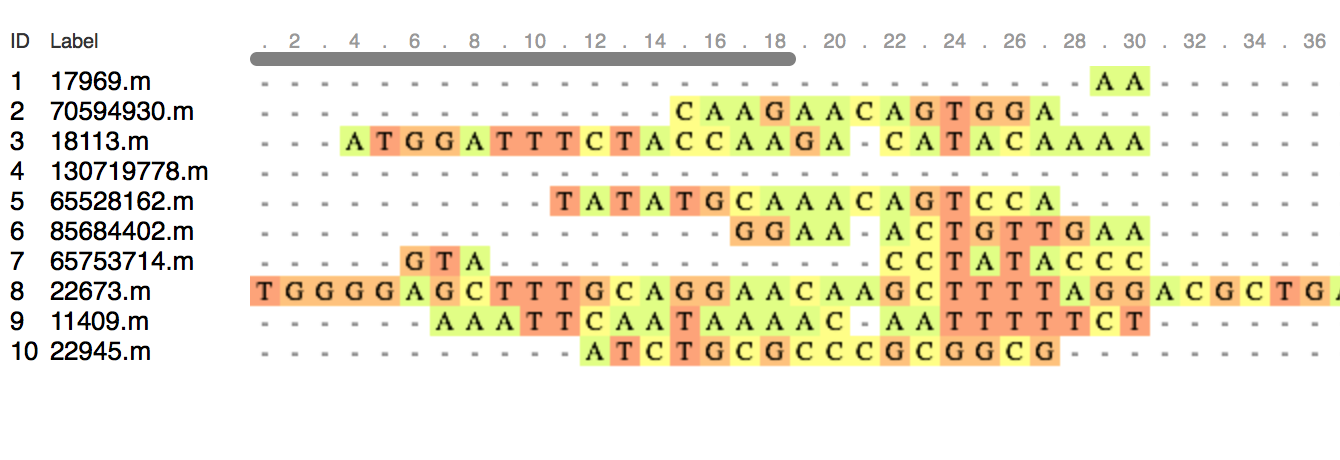 ID Label . 2 . 4 . 6 . 8 . 10 . 12 . 14 . 16 . 18 . 20 . 22 . 24 . 26 . 28 . 30 . 32 . 34 . 36
1 17969.m - - - - - - - - - - - - - - - - - - - - - - - - - - - - A A - - - - - -
2 70594930.m - - - - - - - - - - - - - - C A A G A A C A G T G G A - - - - - - - - -
3 18113.m - - - A T G G A T T T C T A C C A A G A - C A T A C A A A A - - - - - -
4 130719778.m - - - - - - - - - - - - - - - - - - - - - - - - - - - - - - - - - - - -
5 65528162.m - - - - - - - - - - T A T A T G C A A A C A G T C C A - - - - - - - - -
6 85684402.m - - - - - - - - - - - - - - - - G G A A - A C T G T T G A A - - - - - -
7 65753714.m - - - - - G T A - - - - - - - - - - - - - C C T A T A C C C - - - - - -
8 22673.m T G G G G A G C T T T G C A G G A A C A A G C T T T T A G G A C G C T G
9 11409.m - - - - - - A A A T T C A A T A A A A C - A A T T T T T C T - - - - - -
10 22945.m - - - - - - - - - - - A T C T G C G C C C G C G G C G - - - - - - - - -